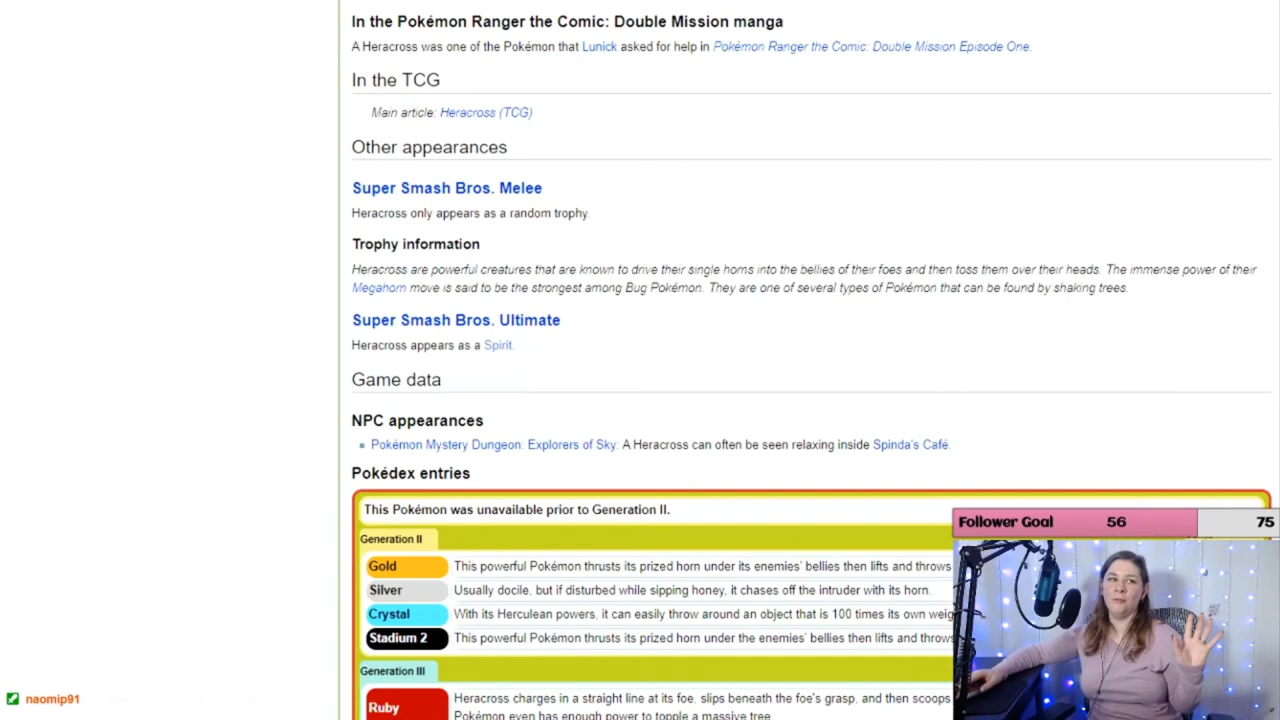 In the Pokémon Ranger the Comic: Double Mission manga
A Heracross was one of the Pokémon that Lunick asked for help in Pokémon Ranger the Comic: Double Mission Episode One.
In the TCG
Main article: Heracross (TCG)
Other appearances
Super Smash Bros. Melee
Heracross only appears as a random trophy.
Trophy information
Heracross are powerful creatures that are known to drive their single horns into the bellies of their foes and then toss them over their heads. The immense power of their
Megahorn move is said to be the strongest among Bug Pokémon. They are one of several types of Pokémon that can be found by shaking trees.
Super Smash Bros. Ultimate
Heracross appears as a Spirit.
Game data
NPC appearances
Pokémon Mystery Dungeon: Explorers of Sky: A Heracross can often be seen relaxing inside Spinda's Café.
Pokédex entries
This Pokémon was unavailable prior to Generation II.
Follower Goal 56 75
Generation II
Gold This powerful Pokémon thrusts its prized horn under its enemies' bellies then lifts and throws
Silver Usually docile, but if disturbed while sipping honey, it chases off the intruder with its horn.
Crystal With its Herculean powers, it can easily throw around an object that is 100 times its own weig
Stadium 2 This powerful Pokémon thrusts its prized horn under the enemies' bellies then lifts and throws
Generation III
Ruby Heracross charges in a straight line at its foe, slips beneath the foe's grasp, and then scoops
Pokémon even has enough power to topple a massive tree
naomip91